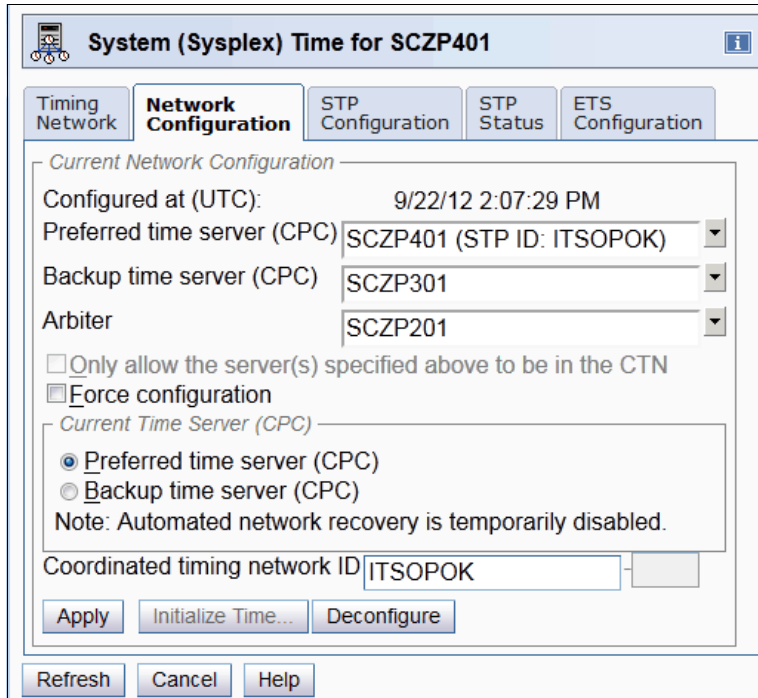 System (Sysplex) Time for SCZP401
i
Timing Network
Network Configuration
STP Configuration
STP Status
ETS Configuration
Current Network Configuration
Configured at (UTC): 9/22/12 2:07:29 PM
Preferred time server (CPC) SCZP401 (STP ID: ITSOPOK)
Backup time server (CPC) SCZP301
Arbiter SCZP201
Only allow the server(s) specified above to be in the CTN
Force configuration
Current Time Server (CPC)
Preferred time server (CPC)
Backup time server (CPC)
Note: Automated network recovery is temporarily disabled.
Coordinated timing network ID ITSOPOK -
Apply Initialize Time... Deconfigure
Refresh Cancel Help